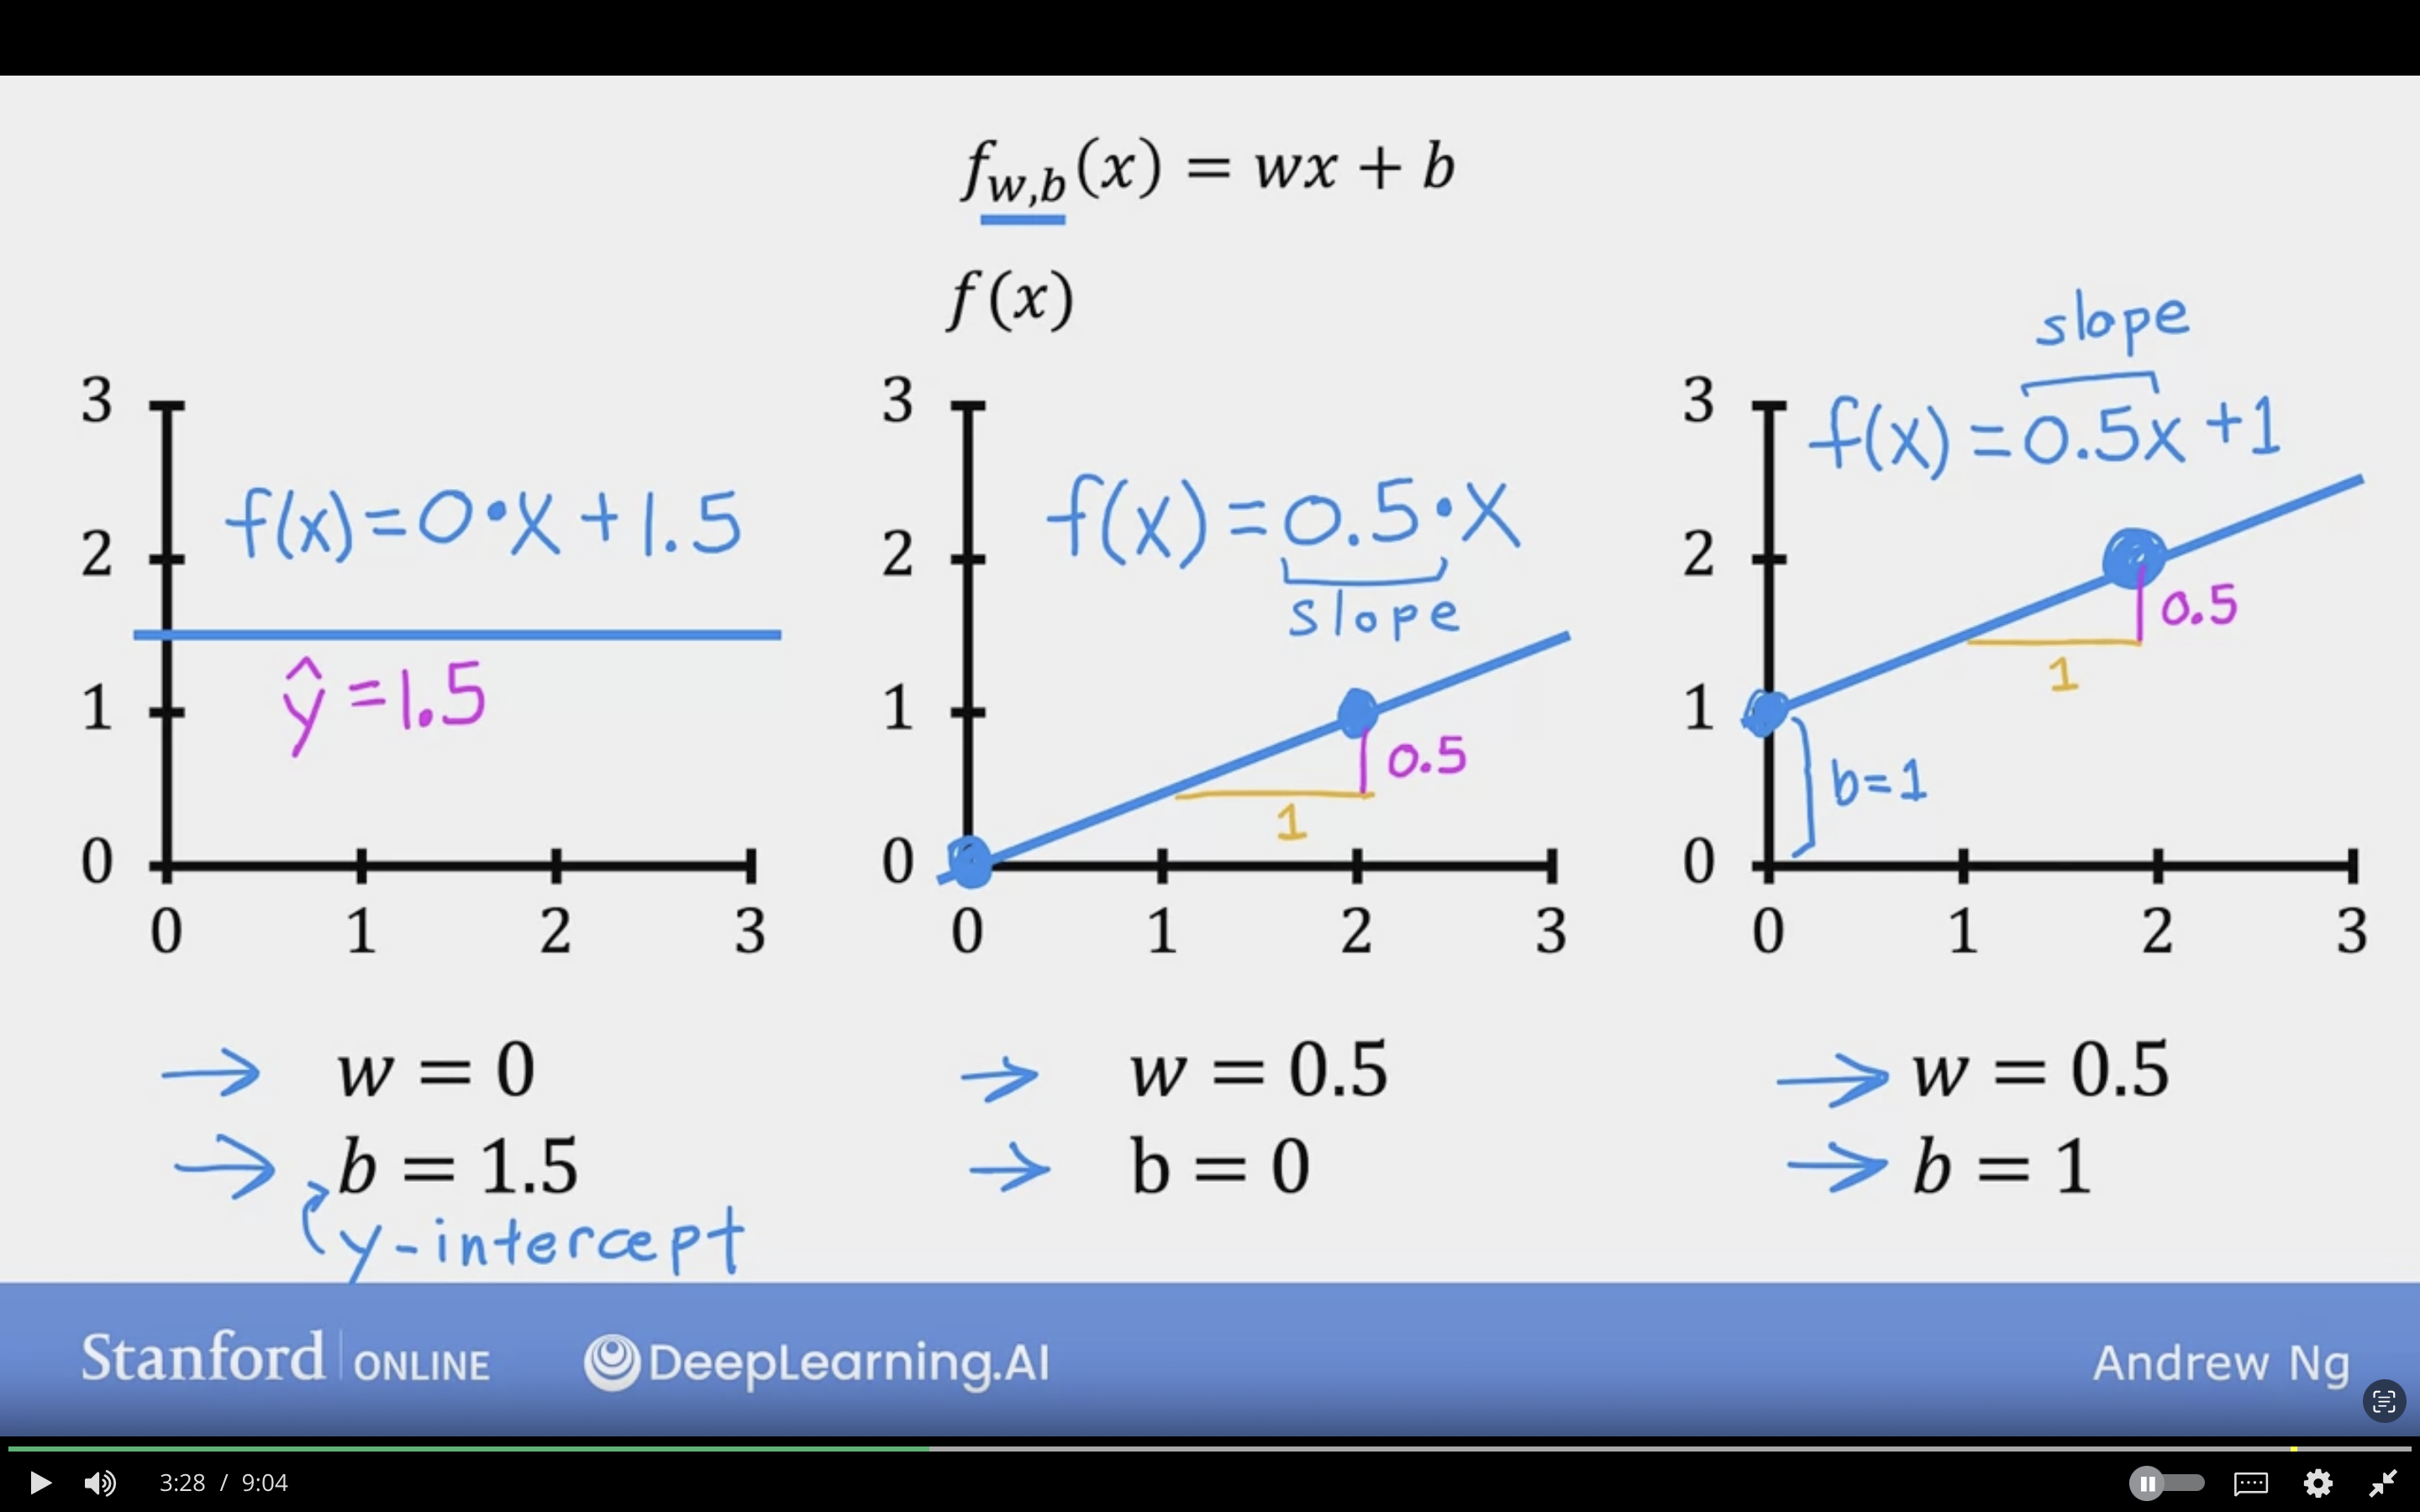 f_{w,b}(x) = wx + b
f(x)
3
f(x) = 0·x + 1.5
2
ŷ = 1.5
1
0
0 1 2 3
w = 0
b = 1.5
y-intercept
3
f(x) = 0.5·x
slope
2
1
0.5
1
0
0 1 2 3
w = 0.5
b = 0
slope
3
f(x) = 0.5x + 1
2
0.5
1
1
b = 1
0
0 1 2 3
w = 0.5
b = 1
Stanford | ONLINE DeepLearning.AI Andrew Ng
3:28 / 9:04